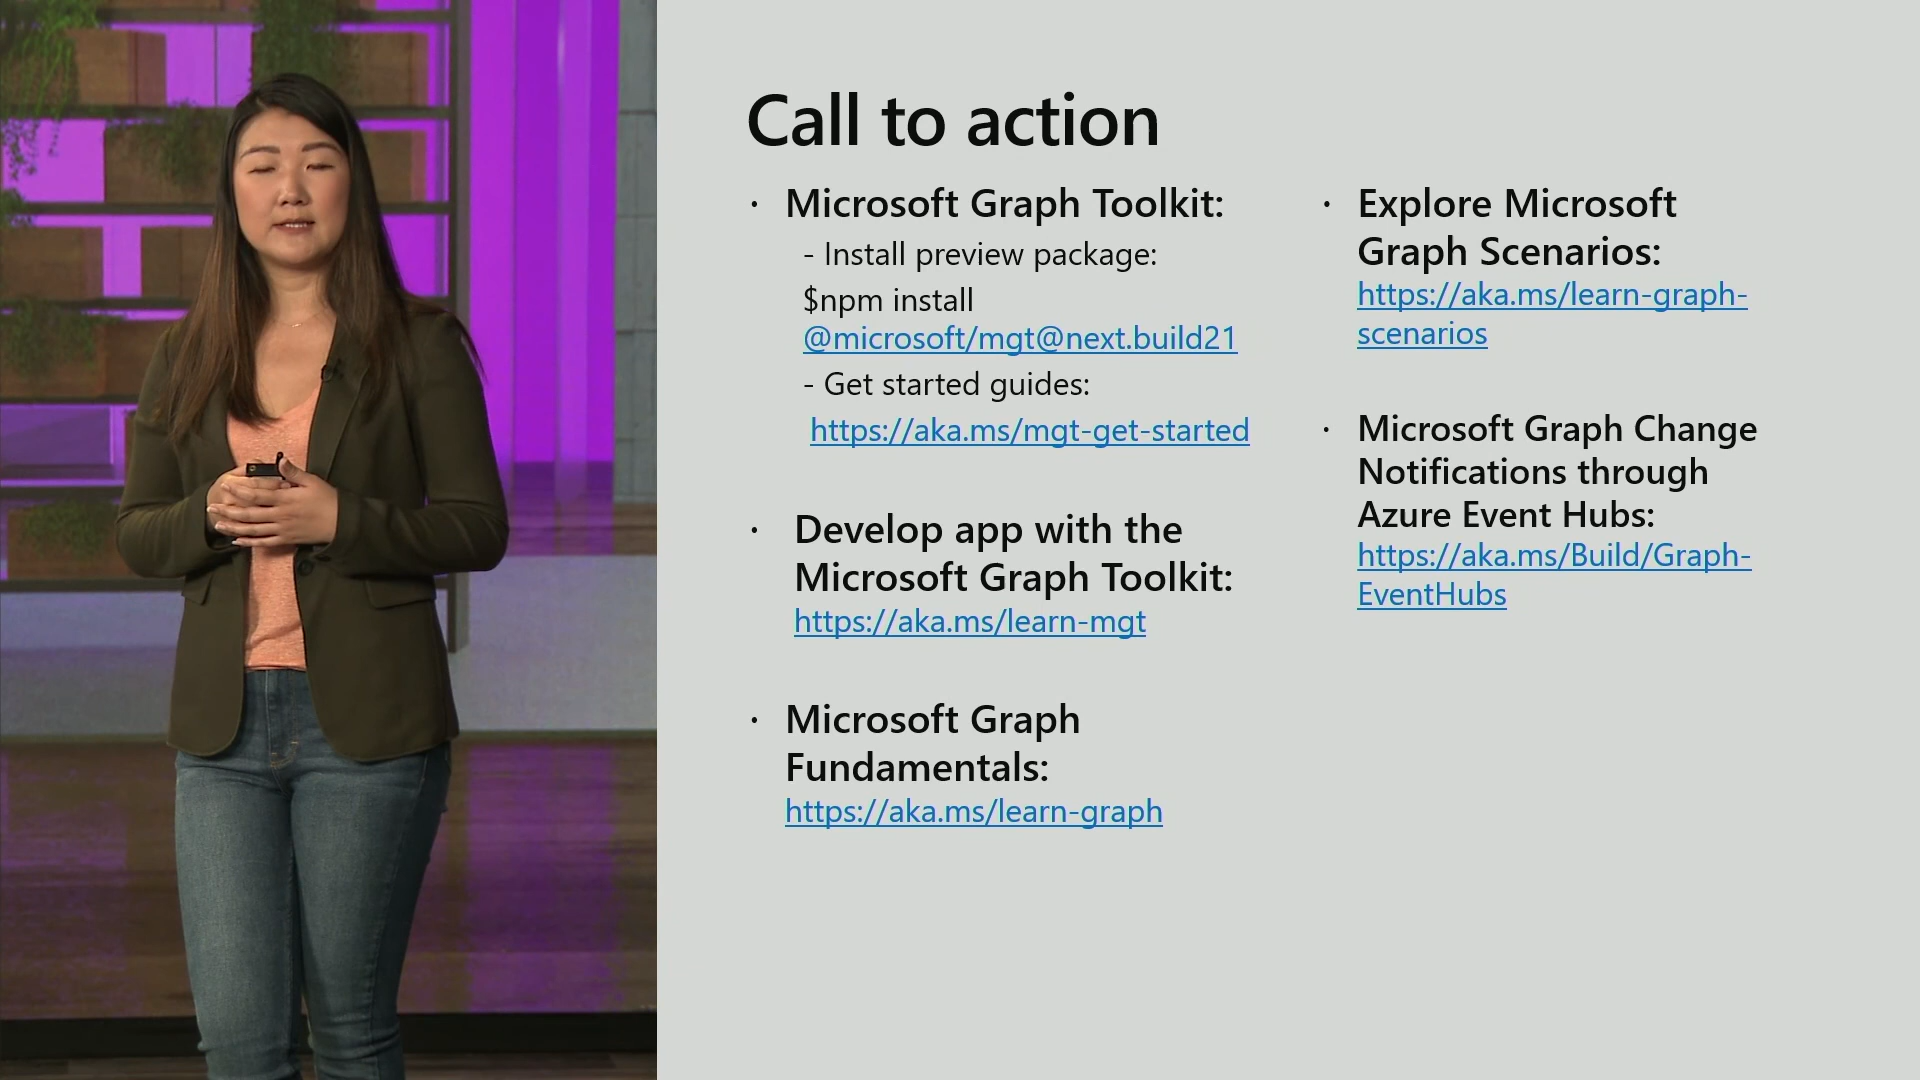 Call to action
· Microsoft Graph Toolkit:
- Install preview package:
$npm install
@microsoft/mgt@next.build21
- Get started guides:
https://aka.ms/mgt-get-started
· Develop app with the
Microsoft Graph Toolkit:
https://aka.ms/learn-mgt
· Microsoft Graph
Fundamentals:
https://aka.ms/learn-graph
· Explore Microsoft
Graph Scenarios:
https://aka.ms/learn-graph-
scenarios
· Microsoft Graph Change
Notifications through
Azure Event Hubs:
https://aka.ms/Build/Graph-
EventHubs